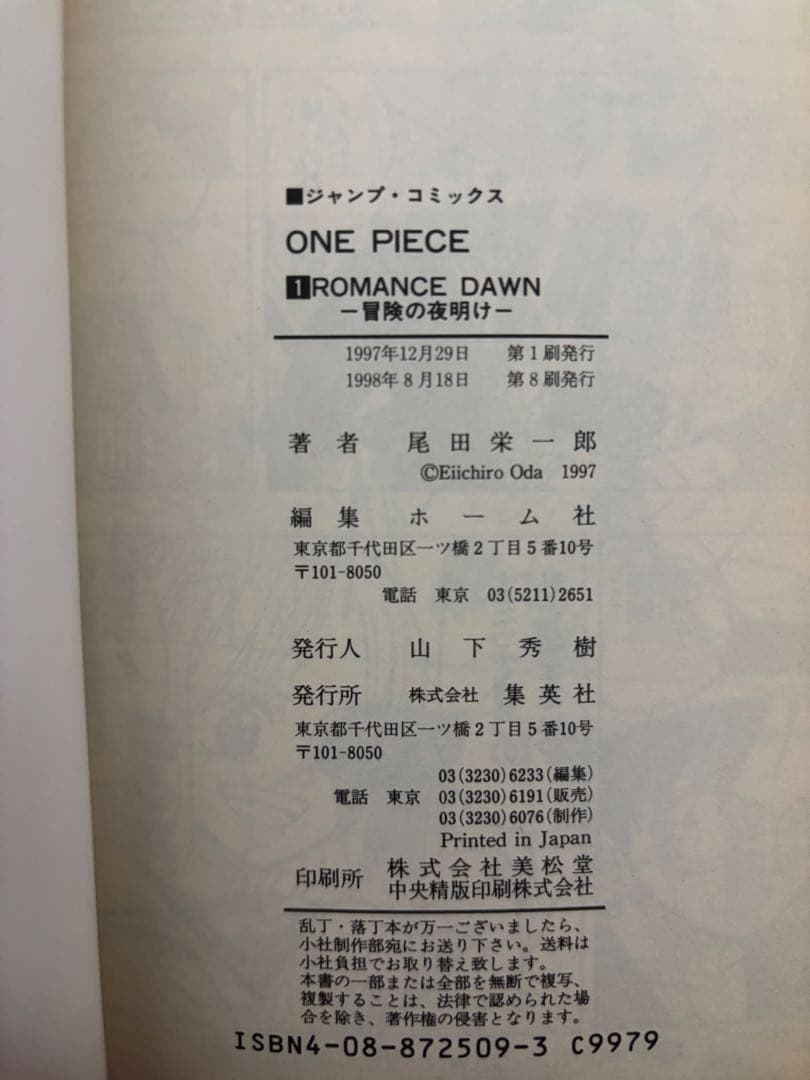 ■ジャンプ・コミックス
ONE PIECE
1 ROMANCE DAWN
―冒険の夜明け―
1997年12月29日 第1刷発行
1998年8月18日 第8刷発行
著者 尾田栄一郎
©Eiichiro Oda 1997
編集 ホーム社
東京都千代田区一ツ橋2丁目5番10号
〒101-8050
電話 東京 03(5211)2651
発行人 山下秀樹
発行所 株式会社 集英社
東京都千代田区一ツ橋2丁目5番10号
〒101-8050
03(3230)6233(編集)
電話 東京 03(3230)6191(販売)
03(3230)6076(制作)
Printed in Japan
印刷所 株式会社美松堂
中央精版印刷株式会社
乱丁・落丁本が万一ございましたら、
小社制作部宛にお送り下さい。送料は
小社負担でお取り替え致します。
本書の一部または全部を無断で複写、
複製することは、法律で認められた場
合を除き、著作権の侵害となります。
ISBN4-08-872509-3 C9979